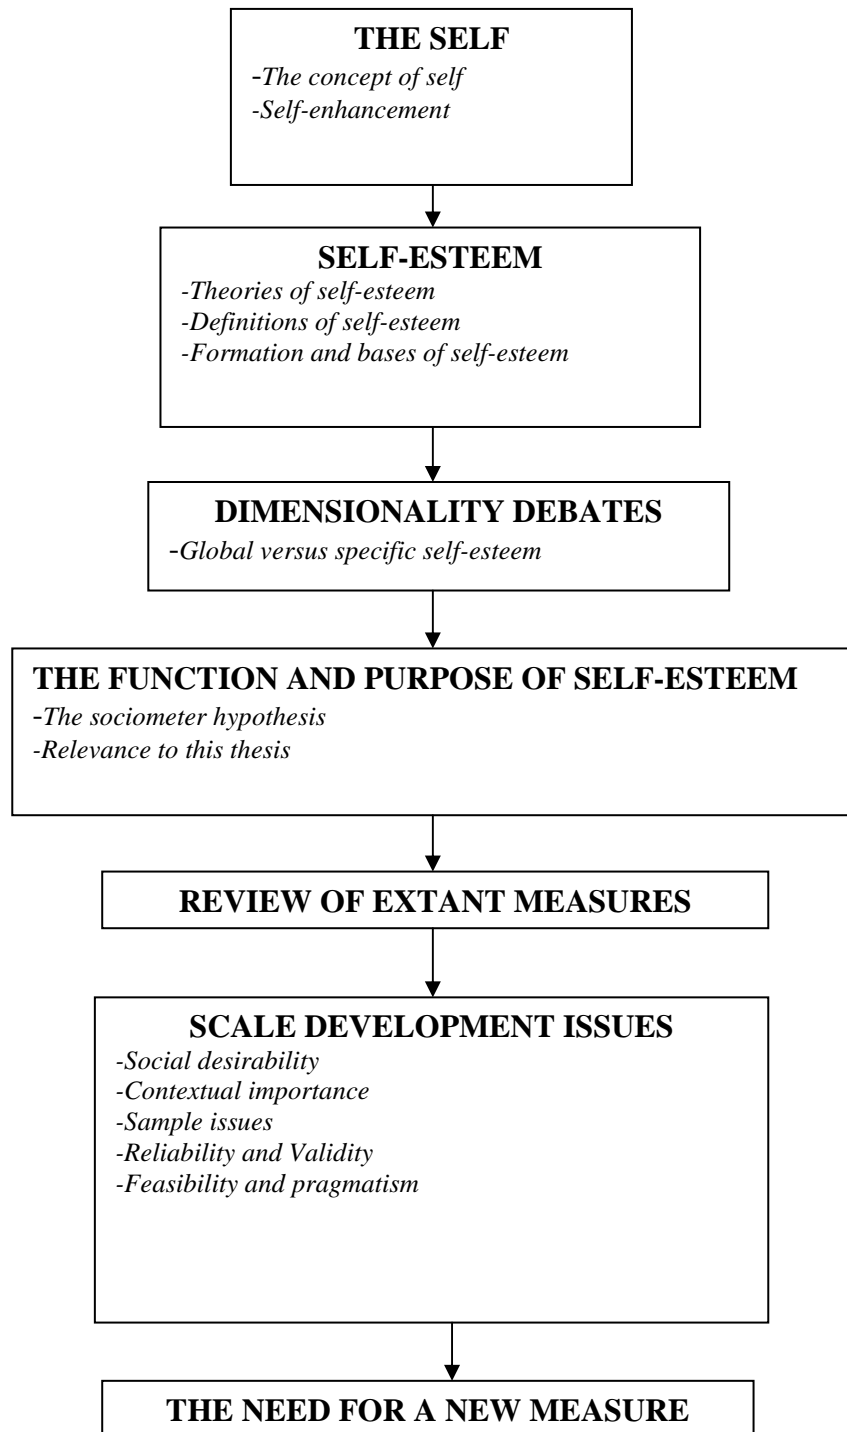 THE SELF
-The concept of self
-Self-enhancement
SELF-ESTEEM
-Theories of self-esteem
-Definitions of self-esteem
-Formation and bases of self-esteem
DIMENSIONALITY DEBATES
-Global versus specific self-esteem
THE FUNCTION AND PURPOSE OF SELF-ESTEEM
-The sociometer hypothesis
-Relevance to this thesis
REVIEW OF EXTANT MEASURES
SCALE DEVELOPMENT ISSUES
-Social desirability
-Contextual importance
-Sample issues
-Reliability and Validity
-Feasibility and pragmatism
THE NEED FOR A NEW MEASURE